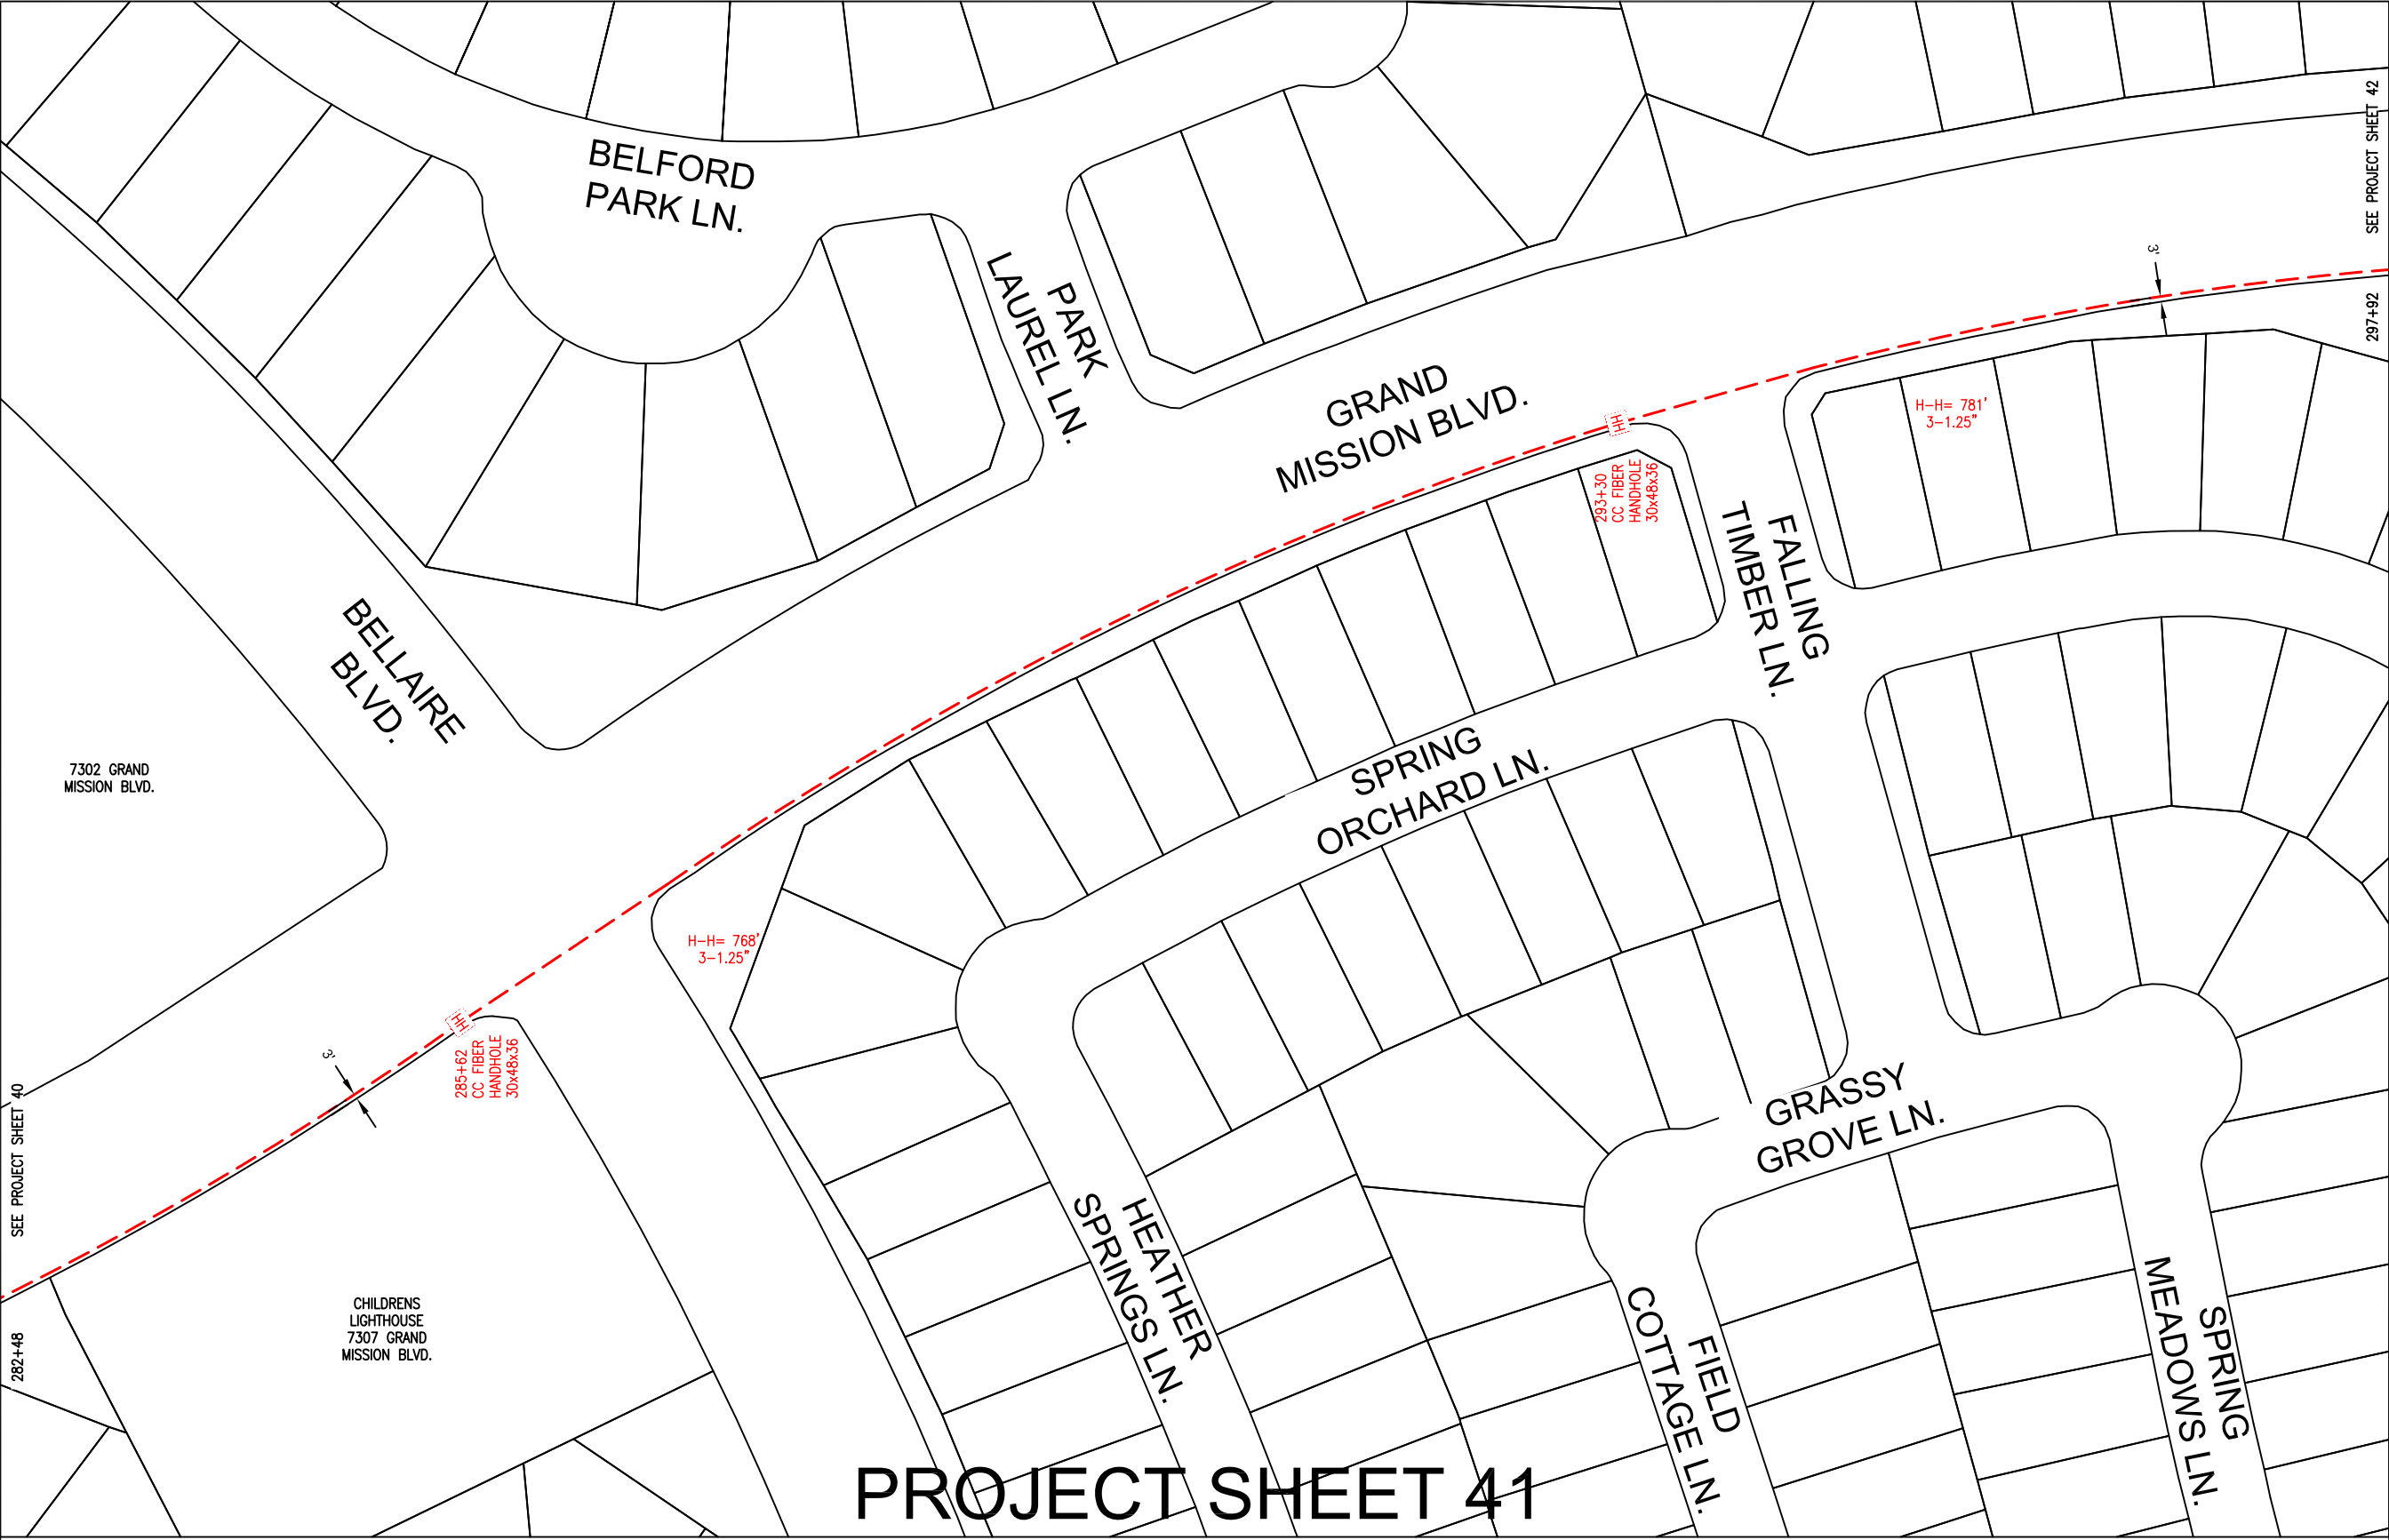 BELFORD
PARK LN.
PARK
LAUREL LN.
SEE PROJECT SHEET 42
3'
297+92
GRAND
MISSION BLVD.
HH
H-H= 781'
3-1.25"
293+30
CC FIBER
HANDHOLE
30x48x36
FALLING
TIMBER LN.
BELLAIRE
BLVD.
7302 GRAND
MISSION BLVD.
SPRING
ORCHARD LN.
H-H= 768'
3-1.25"
HH
3'
285+62
CC FIBER
HANDHOLE
30x48x36
SEE PROJECT SHEET 40
GRASSY
GROVE LN.
HEATHER
SPRINGS LN.
CHILDRENS
LIGHTHOUSE
7307 GRAND
MISSION BLVD.
282+48
FIELD
COTTAGE LN.
SPRING
MEADOWS LN.
PROJECT SHEET 41